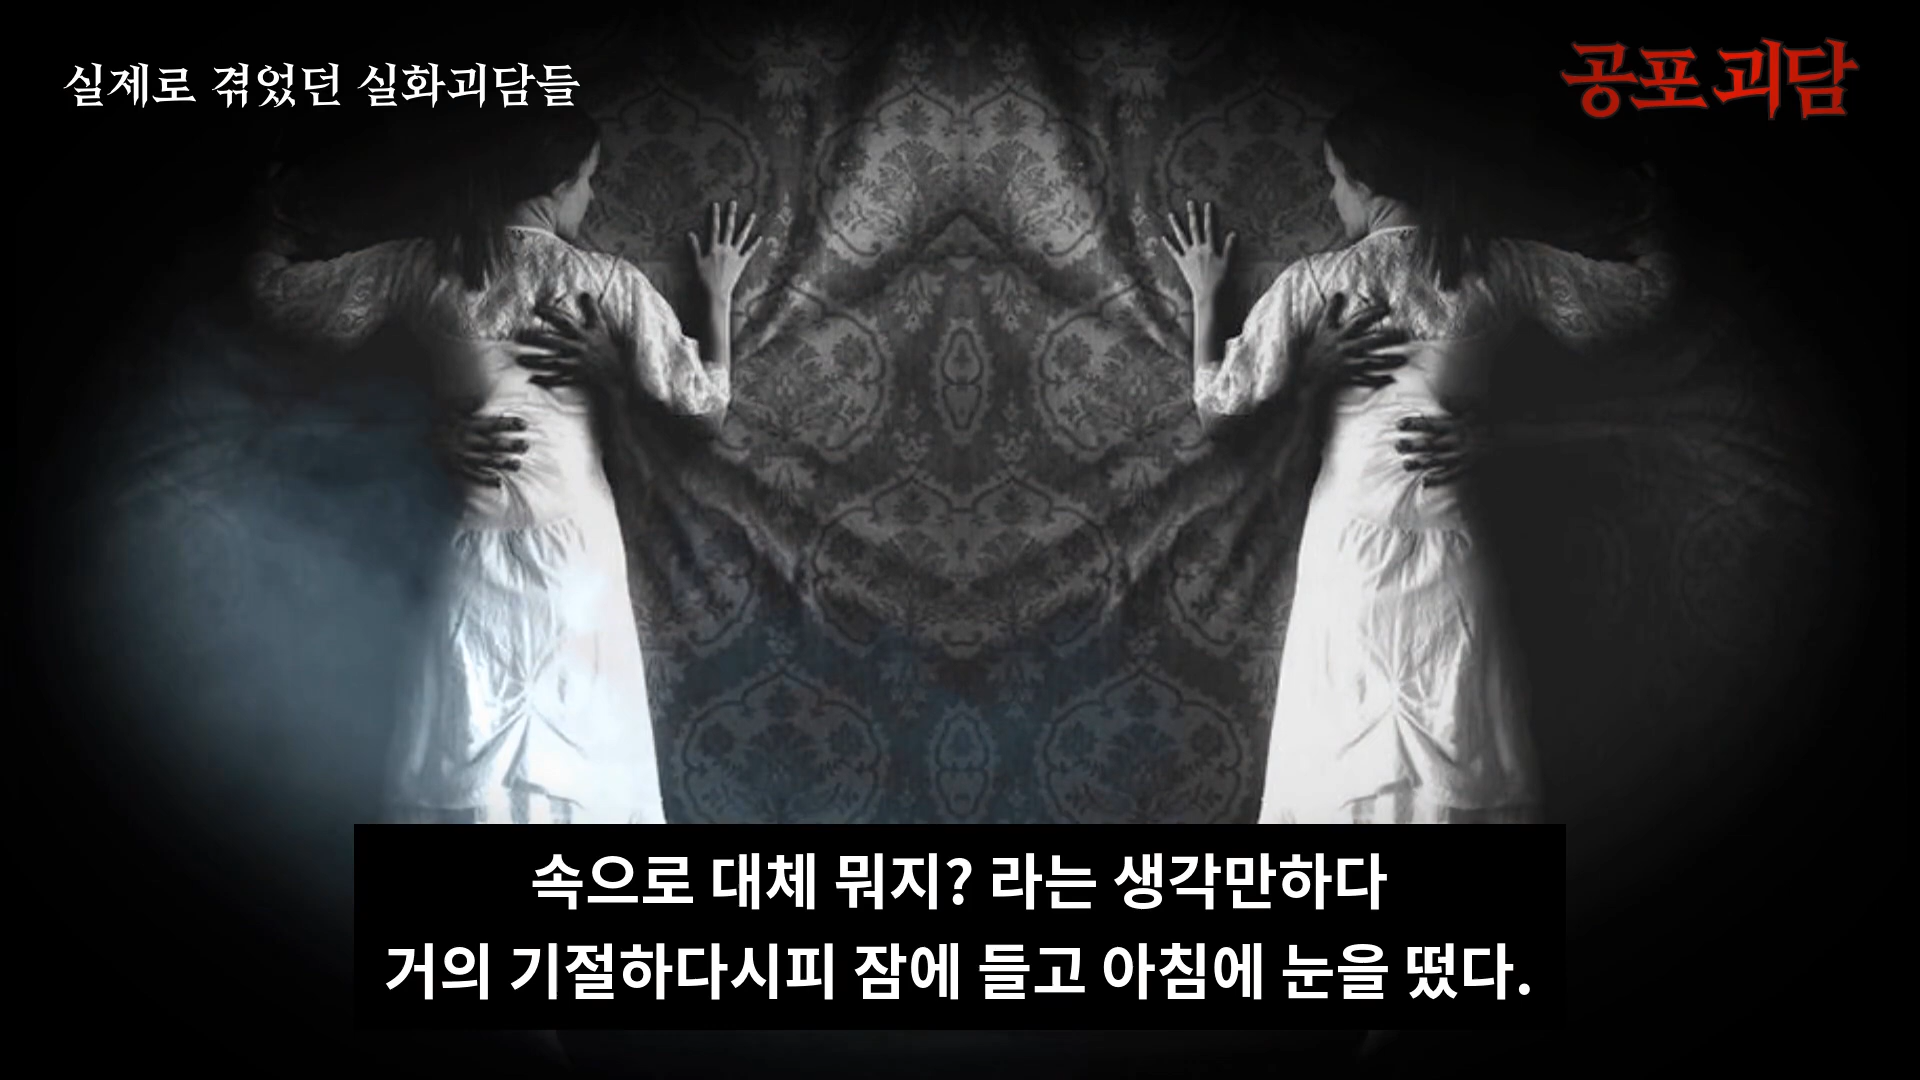 실제로 겪었던 실화괴담들
공포 괴담
속으로 대체 뭐지? 라는 생각만하다
거의 기절하다시피 잠에 들고 아침에 눈을 떴다.